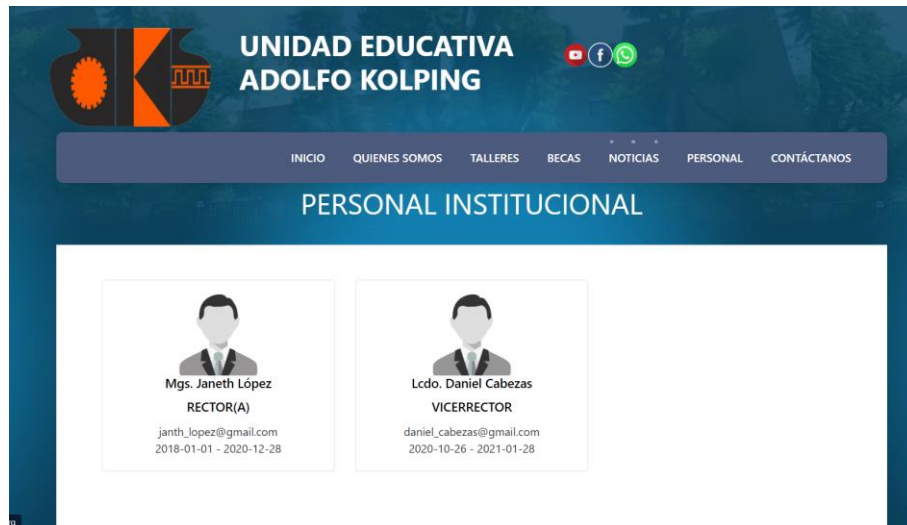 UNIDAD EDUCATIVA
ADOLFO KOLPING
INICIO QUIENES SOMOS TALLERES BECAS NOTICIAS PERSONAL CONTÁCTANOS
PERSONAL INSTITUCIONAL
Mgs. Janeth López
RECTOR(A)
janth_lopez@gmail.com
2018-01-01 - 2020-12-28
Lcdo. Daniel Cabezas
VICERRECTOR
daniel_cabezas@gmail.com
2020-10-26 - 2021-01-28